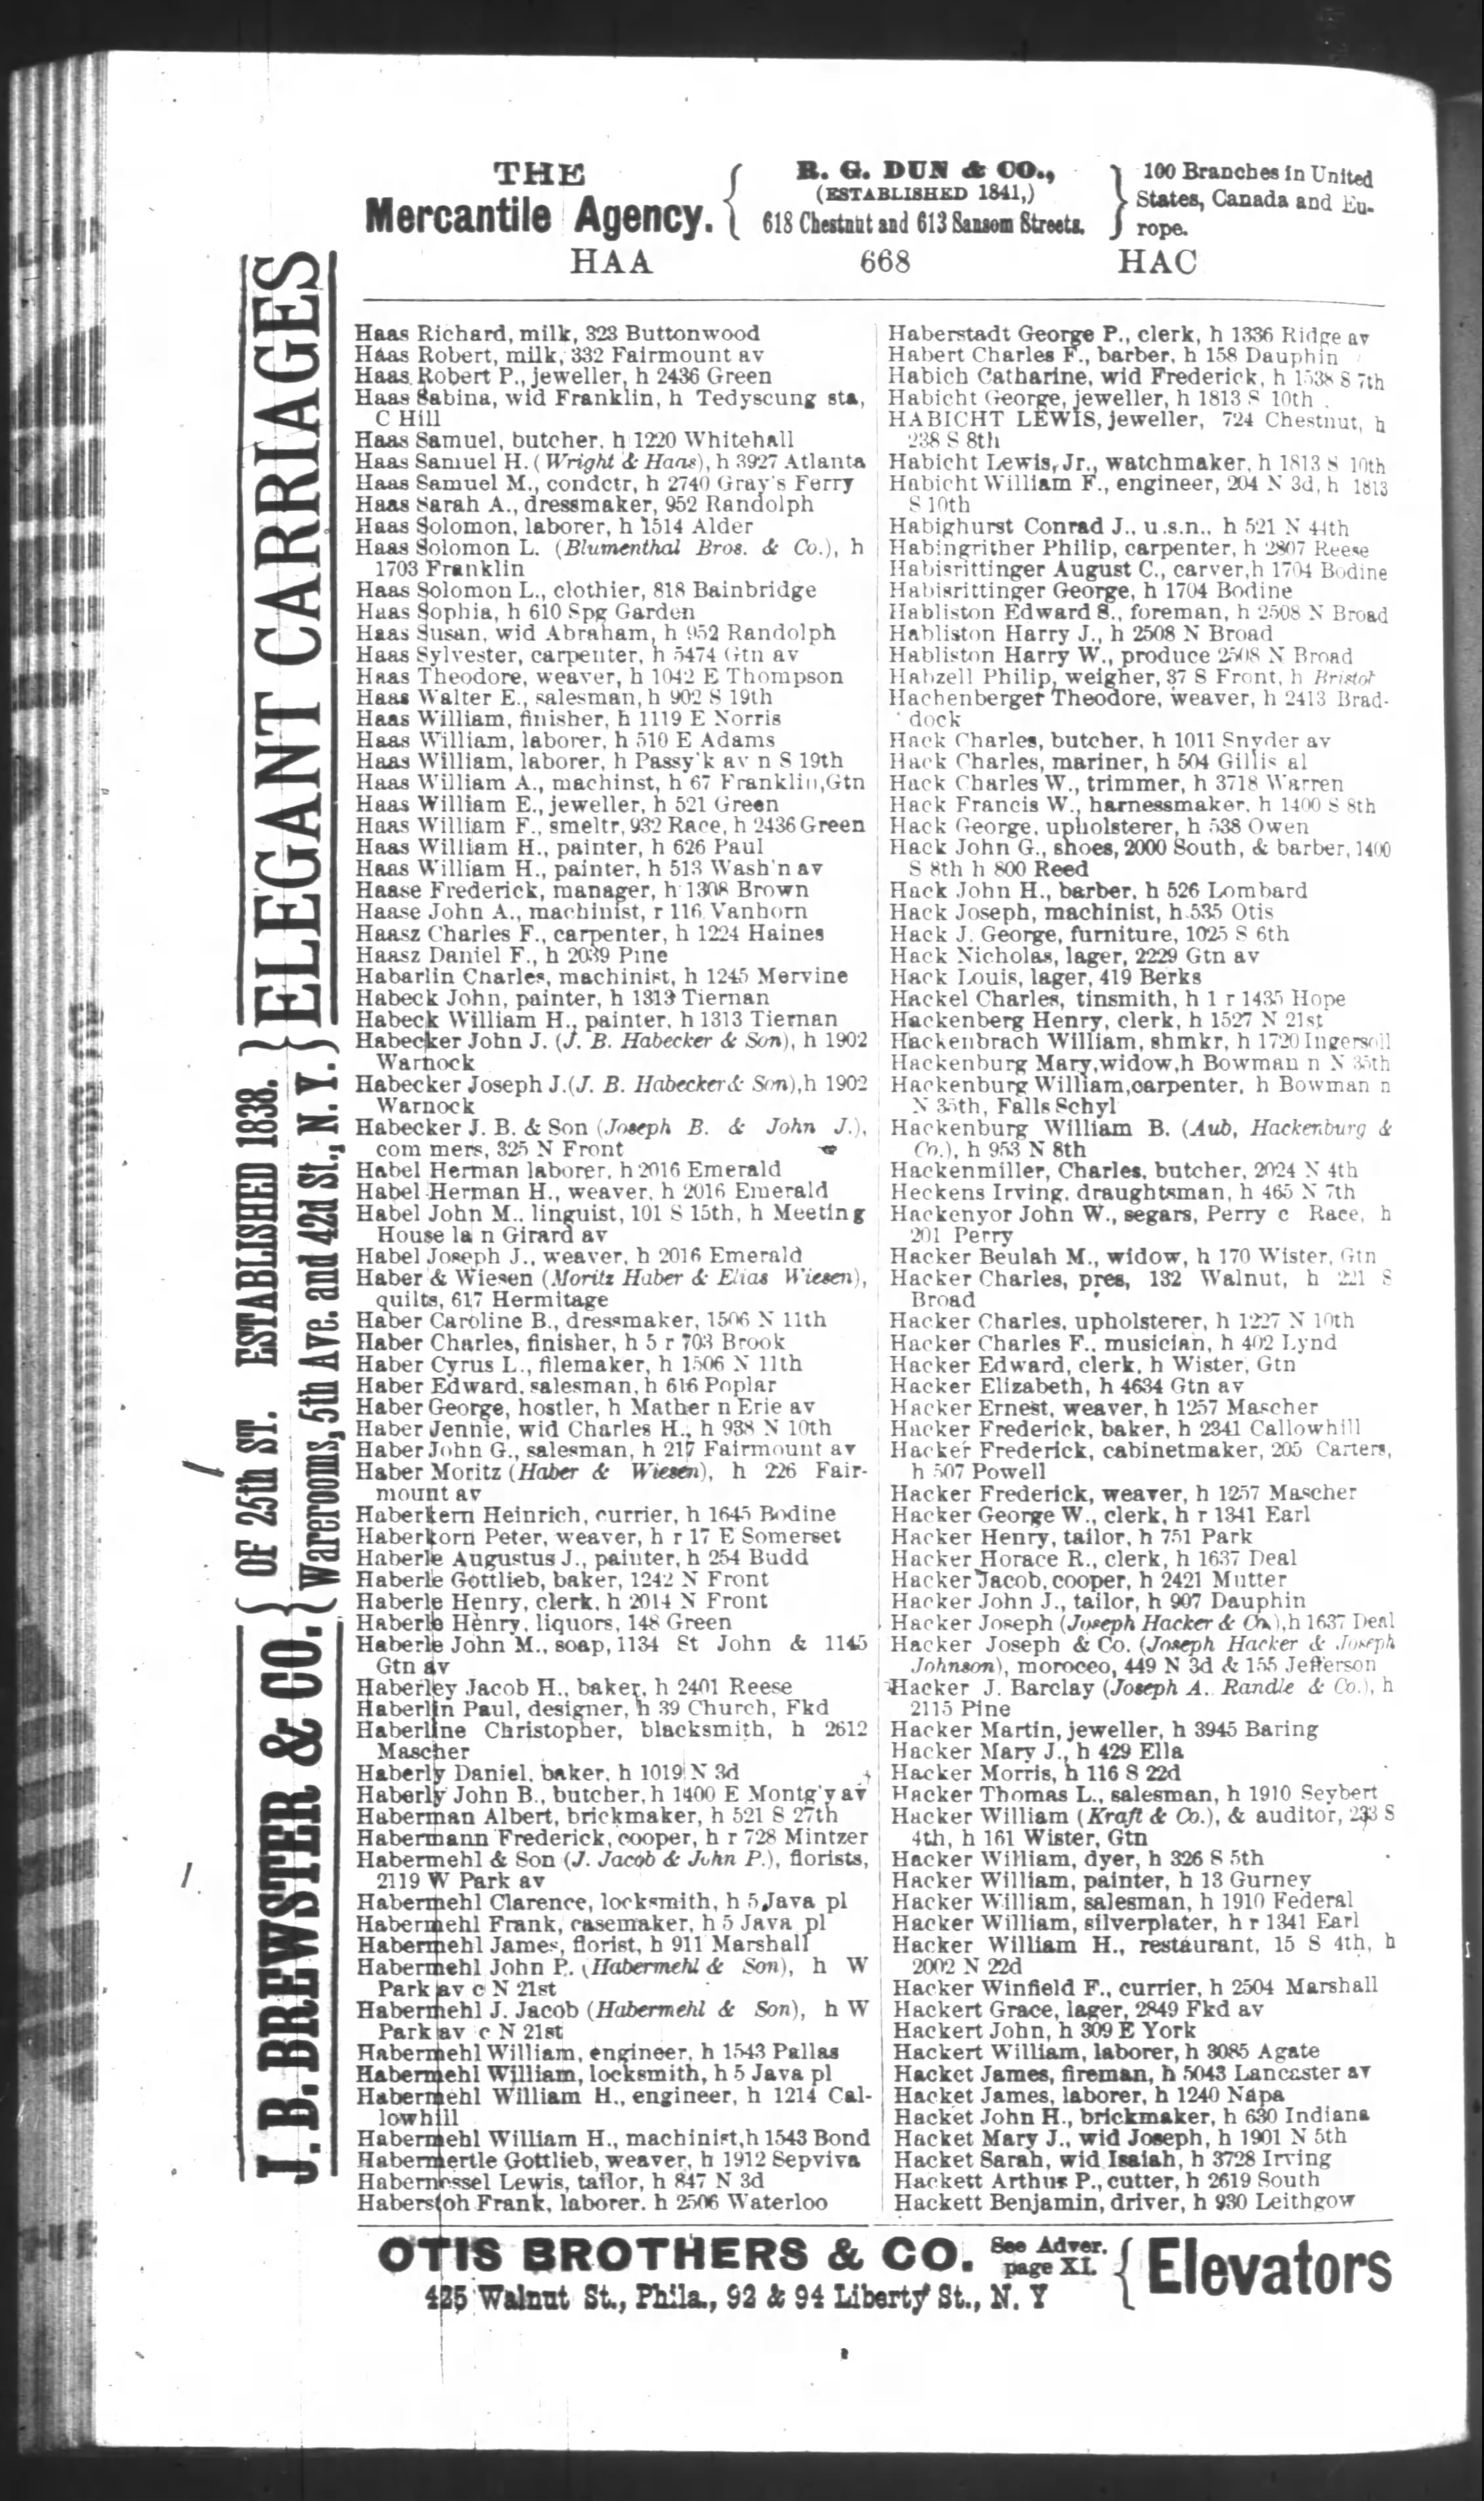 THE
Mercantile Agency.
R. G. DUN & CO.,
(ESTABLISHED 1841,)
618 Chestnut and 613 Sansom Streets.
100 Branches in United
States, Canada and Eu-
rope.
HAA 668 HAC
J. B. BREWSTER & CO.
OF 25th ST. ESTABLISHED 1838.
Warerooms, 5th Ave. and 42d St., N. Y.
ELEGANT CARRIAGES
Haas Richard, milk, 323 Buttonwood
Haas Robert, milk, 332 Fairmount av
Haas Robert P., jeweller, h 2436 Green
Haas Sabina, wid Franklin, h Tedyscung sta,
C Hill
Haas Samuel, butcher, h 1220 Whitehall
Haas Samuel H. (Wright & Haas), h 3927 Atlanta
Haas Samuel M., condctr, h 2740 Gray's Ferry
Haas Sarah A., dressmaker, 952 Randolph
Haas Solomon, laborer, h 1514 Alder
Haas Solomon L. (Blumenthal Bros. & Co.), h
1703 Franklin
Haas Solomon L., clothier, 818 Bainbridge
Haas Sophia, h 610 Spg Garden
Haas Susan, wid Abraham, h 952 Randolph
Haas Sylvester, carpenter, h 5474 Gtn av
Haas Theodore, weaver, h 1042 E Thompson
Haas Walter E., salesman, h 902 S 19th
Haas William, finisher, h 1119 E Norris
Haas William, laborer, h 510 E Adams
Haas William, laborer, h Passy'k av n S 19th
Haas William A., machinst, h 67 Franklin,Gtn
Haas William E., jeweller, h 521 Green
Haas William F., smeltr, 932 Race, h 2436 Green
Haas William H., painter, h 626 Paul
Haas William H., painter, h 513 Wash'n av
Haase Frederick, manager, h 1308 Brown
Haase John A., machinist, r 116 Vanhorn
Haasz Charles F., carpenter, h 1224 Haines
Haasz Daniel F., h 2039 Pine
Habarlin Charles, machinist, h 1245 Mervine
Habeck John, painter, h 1313 Tiernan
Habeck William H., painter, h 1313 Tiernan
Habecker John J. (J. B. Habecker & Son), h 1902
Warnock
Habecker Joseph J.(J. B. Habecker & Son),h 1902
Warnock
Habecker J. B. & Son (Joseph B. & John J.),
com mers, 325 N Front
Habel Herman laborer, h 2016 Emerald
Habel Herman H., weaver, h 2016 Emerald
Habel John M., linguist, 101 S 15th, h Meeting
House la n Girard av
Habel Joseph J., weaver, h 2016 Emerald
Haber & Wiesen (Moritz Haber & Elias Wiesen),
quilts, 617 Hermitage
Haber Caroline B., dressmaker, 1506 N 11th
Haber Charles, finisher, h 5 r 703 Brook
Haber Cyrus L., filemaker, h 1506 N 11th
Haber Edward, salesman, h 616 Poplar
Haber George, hostler, h Mather n Erie av
Haber Jennie, wid Charles H., h 938 N 10th
Haber John G., salesman, h 217 Fairmount av
Haber Moritz (Haber & Wiesen), h 226 Fair-
mount av
Haberkern Heinrich, currier, h 1645 Bodine
Haberkorn Peter, weaver, h r 17 E Somerset
Haberle Augustus J., painter, h 254 Budd
Haberle Gottlieb, baker, 1242 N Front
Haberle Henry, clerk, h 2014 N Front
Haberle Henry, liquors, 148 Green
Haberle John M., soap, 1134 St John & 1145
Gtn av
Haberley Jacob H., baker, h 2401 Reese
Haberlin Paul, designer, h 39 Church, Fkd
Haberline Christopher, blacksmith, h 2612
Mascher
Haberly Daniel, baker, h 1019 N 3d
Haberly John B., butcher, h 1400 E Montg'y av
Haberman Albert, brickmaker, h 521 S 27th
Habermann Frederick, cooper, h r 728 Mintzer
Habermehl & Son (J. Jacob & John P.), florists,
2119 W Park av
Habermehl Clarence, locksmith, h 5 Java pl
Habermehl Frank, casemaker, h 5 Java pl
Habermehl James, florist, h 911 Marshall
Habermehl John P. (Habermehl & Son), h W
Park av c N 21st
Habermehl J. Jacob (Habermehl & Son), h W
Park av c N 21st
Habermehl William, engineer, h 1543 Pallas
Habermehl William, locksmith, h 5 Java pl
Habermehl William H., engineer, h 1214 Cal-
lowhill
Habermehl William H., machinist,h 1543 Bond
Habermertle Gottlieb, weaver, h 1912 Sepviva
Habernessel Lewis, tailor, h 847 N 3d
Haberstoh Frank, laborer, h 2506 Waterloo
Haberstadt George P., clerk, h 1336 Ridge av
Habert Charles F., barber, h 158 Dauphin
Habich Catharine, wid Frederick, h 1538 S 7th
Habicht George, jeweller, h 1813 S 10th
HABICHT LEWIS, jeweller, 724 Chestnut, h
238 S 8th
Habicht Lewis, Jr., watchmaker, h 1813 S 10th
Habicht William F., engineer, 204 N 3d, h 1813
S 10th
Habighurst Conrad J., u.s.n., h 521 N 44th
Habingrither Philip, carpenter, h 2807 Reese
Habisrittinger August C., carver,h 1704 Bodine
Habisrittinger George, h 1704 Bodine
Habliston Edward S., foreman, h 2508 N Broad
Habliston Harry J., h 2508 N Broad
Habliston Harry W., produce 2508 N Broad
Habzell Philip, weigher, 37 S Front, h Bristol
Hachenberger Theodore, weaver, h 2413 Brad-
dock
Hack Charles, butcher, h 1011 Snyder av
Hack Charles, mariner, h 504 Gillis al
Hack Charles W., trimmer, h 3718 Warren
Hack Francis W., harnessmaker, h 1400 S 8th
Hack George, upholsterer, h 538 Owen
Hack John G., shoes, 2000 South, & barber, 1400
S 8th h 800 Reed
Hack John H., barber, h 526 Lombard
Hack Joseph, machinist, h 535 Otis
Hack J. George, furniture, 1025 S 6th
Hack Nicholas, lager, 2229 Gtn av
Hack Louis, lager, 419 Berks
Hackel Charles, tinsmith, h 1 r 1435 Hope
Hackenberg Henry, clerk, h 1527 N 21st
Hackenbrach William, shmkr, h 1720 Ingersoll
Hackenburg Mary,widow,h Bowman n N 35th
Hackenburg William,carpenter, h Bowman n
N 35th, Falls Schyl
Hackenburg William B. (Aub, Hackenburg &
Co.), h 953 N 8th
Hackenmiller, Charles, butcher, 2024 N 4th
Heckens Irving, draughtsman, h 465 N 7th
Hackenyor John W., segars, Perry c Race, h
201 Perry
Hacker Beulah M., widow, h 170 Wister, Gtn
Hacker Charles, pres, 132 Walnut, h 221 S
Broad
Hacker Charles, upholsterer, h 1227 N 10th
Hacker Charles F., musician, h 402 Lynd
Hacker Edward, clerk, h Wister, Gtn
Hacker Elizabeth, h 4634 Gtn av
Hacker Ernest, weaver, h 1257 Mascher
Hacker Frederick, baker, h 2341 Callowhill
Hacker Frederick, cabinetmaker, 205 Carters,
h 507 Powell
Hacker Frederick, weaver, h 1257 Mascher
Hacker George W., clerk, h r 1341 Earl
Hacker Henry, tailor, h 751 Park
Hacker Horace R., clerk, h 1637 Deal
Hacker Jacob, cooper, h 2421 Mutter
Hacker John J., tailor, h 907 Dauphin
Hacker Joseph (Joseph Hacker & Co.),h 1637 Deal
Hacker Joseph & Co. (Joseph Hacker & Joseph
Johnson), morocco, 449 N 3d & 155 Jefferson
Hacker J. Barclay (Joseph A. Randle & Co.), h
2115 Pine
Hacker Martin, jeweller, h 3945 Baring
Hacker Mary J., h 429 Ella
Hacker Morris, h 116 S 22d
Hacker Thomas L., salesman, h 1910 Seybert
Hacker William (Kraft & Co.), & auditor, 233 S
4th, h 161 Wister, Gtn
Hacker William, dyer, h 326 S 5th
Hacker William, painter, h 13 Gurney
Hacker William, salesman, h 1910 Federal
Hacker William, silverplater, h r 1341 Earl
Hacker William H., restaurant, 15 S 4th, h
2002 N 22d
Hacker Winfield F., currier, h 2504 Marshall
Hackert Grace, lager, 2849 Fkd av
Hackert John, h 309 E York
Hackert William, laborer, h 3085 Agate
Hacket James, fireman, h 5043 Lancaster av
Hacket James, laborer, h 1240 Napa
Hacket John H., brickmaker, h 630 Indiana
Hacket Mary J., wid Joseph, h 1901 N 5th
Hacket Sarah, wid Isaiah, h 3728 Irving
Hackett Arthur P., cutter, h 2619 South
Hackett Benjamin, driver, h 930 Leithgow
OTIS BROTHERS & CO. See Adver. page XI. Elevators
425 Walnut St., Phila., 92 & 94 Liberty St., N. Y